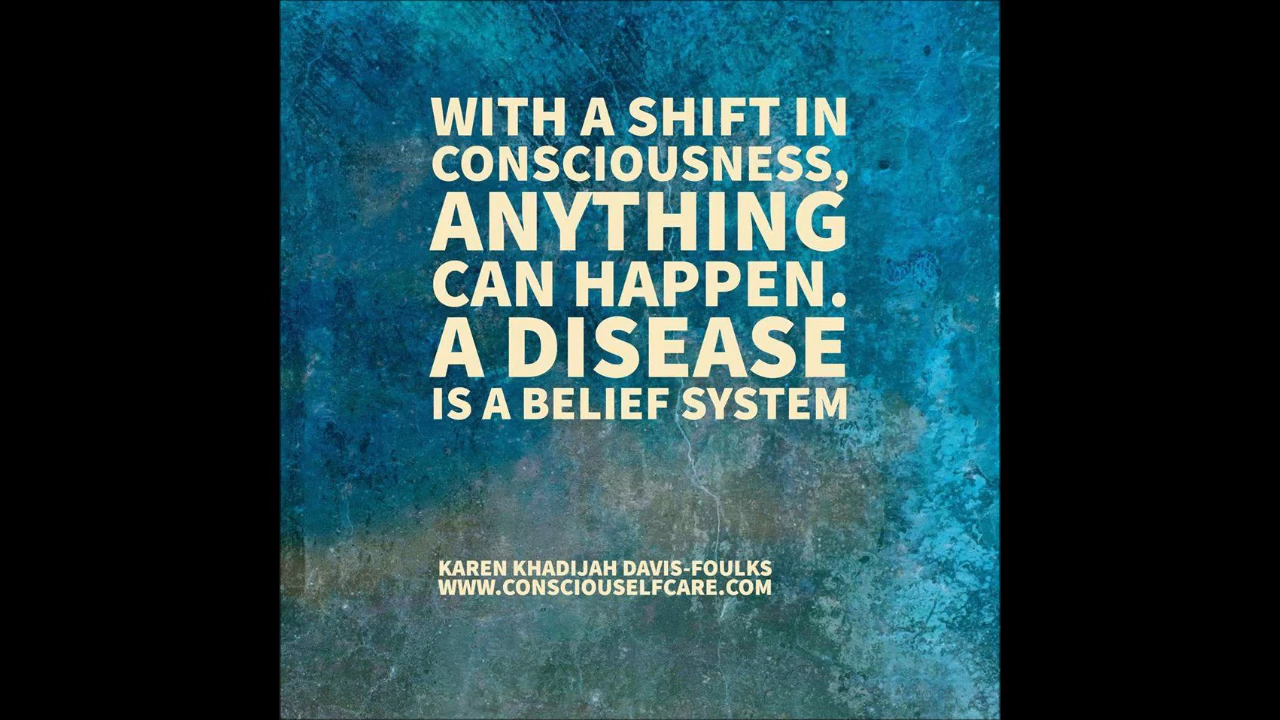 WITH A SHIFT IN
CONSCIOUSNESS,
ANYTHING
CAN HAPPEN.
A DISEASE
IS A BELIEF SYSTEM
KAREN KHADIJAH DAVIS-FOULKS
WWW.CONSCIOUSELFCARE.COM